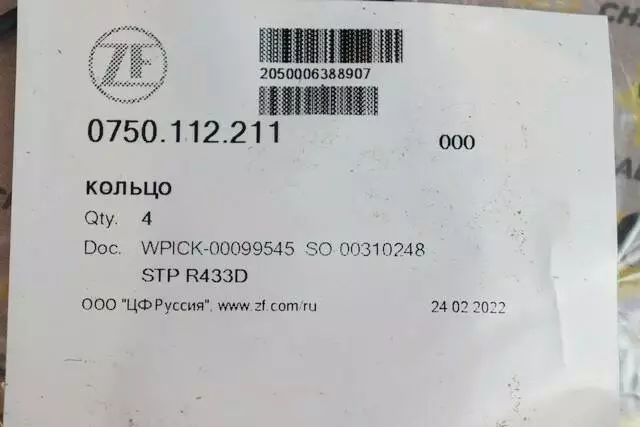 ZF
2050006388907
0750.112.211 000
кольцо
Qty. 4
Doc. WPICK-00099545 SO 00310248
STP R433D
ООО "ЦФ Руссия", www.zf.com/ru 24 02 2022
CH